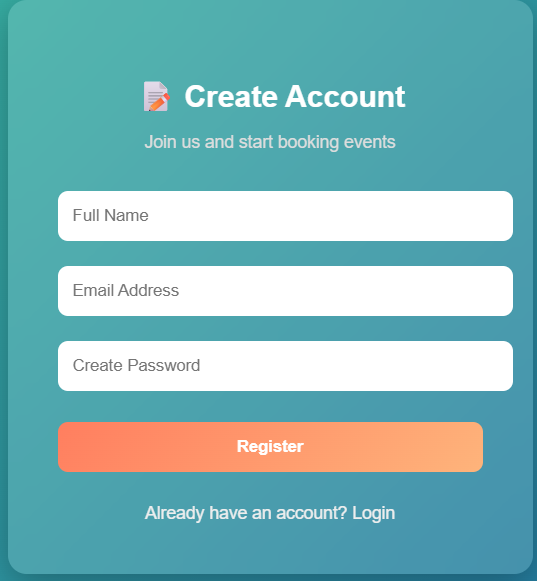 Create Account
Join us and start booking events
Full Name
Email Address
Create Password
Register
Already have an account? Login